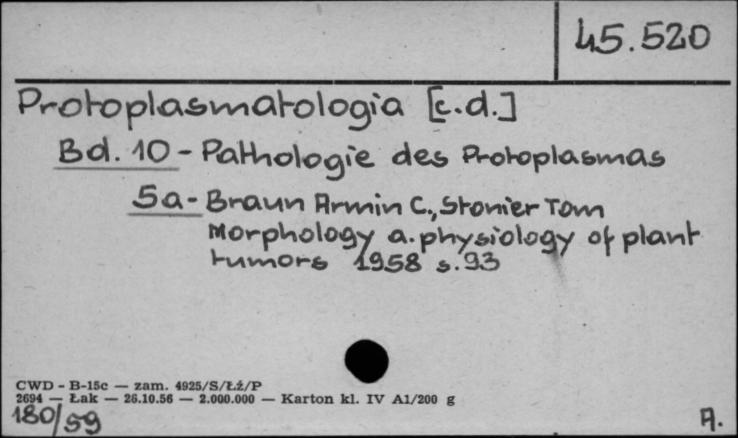 45.520
Protoplasmatologia [c.d.]
Bd. 10 - Pathologie des Protoplasmas
5a - Braun Armin C., Stonier Tom
Morphology a. physiology of plant
tumors 1958 s. 93
CWD - B-15c — zam. 4925/S/Łż/P
2694 — Łak — 26.10.56 — 2.000.000 — Karton kl. IV A1/200 g
180/59
A.